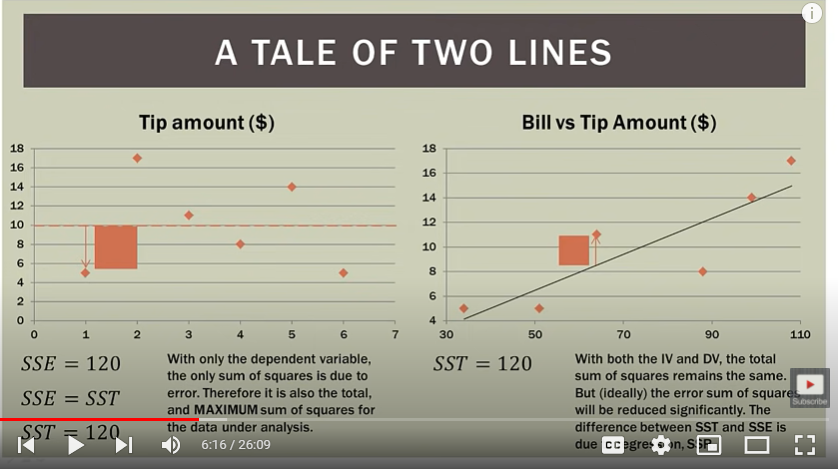 A TALE OF TWO LINES
Tip amount ($)
18
16
14
12
10
8
6
4
2
0
0 1 2 3 4 5 6 7
SSE = 120
SSE = SST
SST = 120
With only the dependent variable,
the only sum of squares is due to
error. Therefore it is also the total,
and MAXIMUM sum of squares for
the data under analysis.
Bill vs Tip Amount ($)
18
16
14
12
10
8
6
4
30 50 70 90 110
SST = 120
With both the IV and DV, the total
sum of squares remains the same.
But (ideally) the error sum of squares
will be reduced significantly. The
difference between SST and SSE is
due
Subscribe
6:16 / 26:09
CC
i